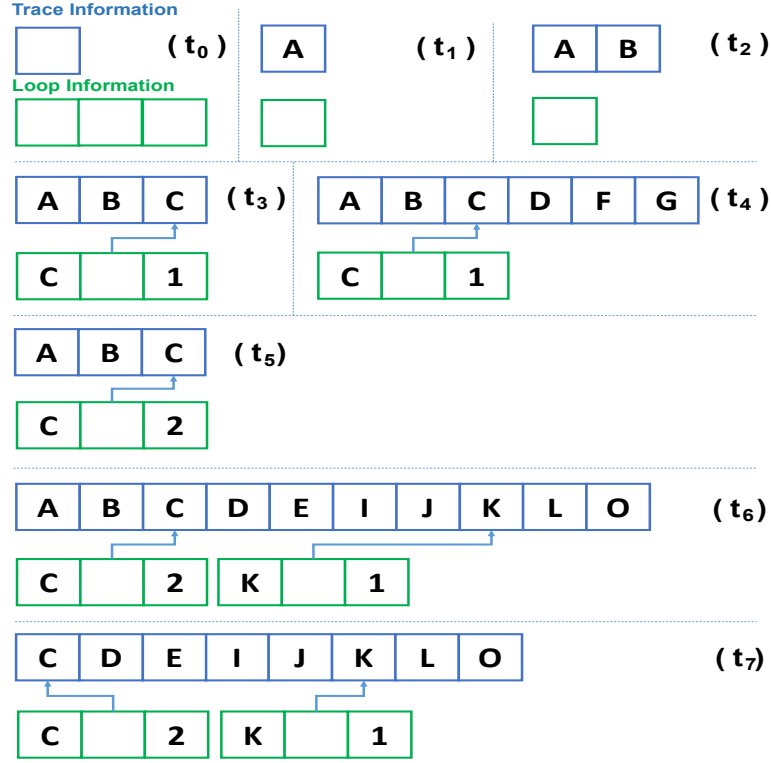 Trace Information
( t0 ) A ( t1 ) A B ( t2 )
Loop Information
A B C ( t3 ) A B C D F G ( t4 )
C 1 C 1
A B C ( t5 )
C 2
A B C D E I J K L O ( t6 )
C 2 K 1
C D E I J K L O ( t7 )
C 2 K 1